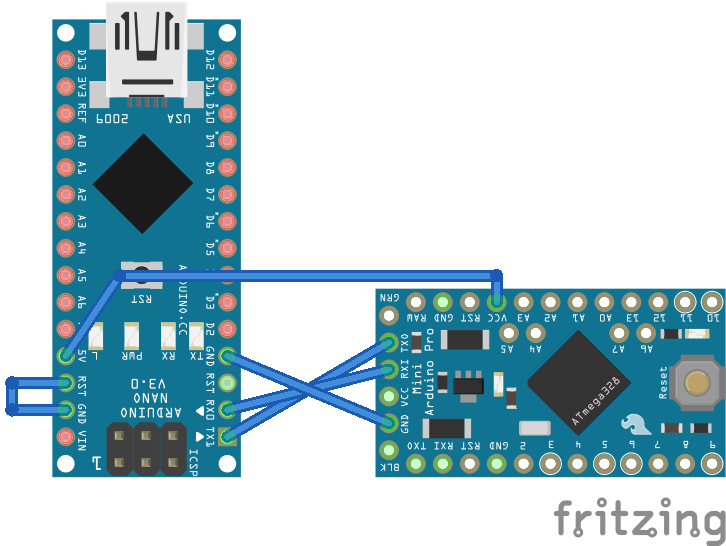 D13
3V3
REF
A0
A1
A2
A3
A4
A5
A6
5V
RST
GND
VIN
D12
D11
D10
D9
D8
D7
D6
D5
D3
D2
GND
RST
RX0
TX1
2009
USA
RST
ARDUINO.CC
L
PWR
RX
TX
ARDUINO
NANO
V3.0
ICSP
1
GRN
RAW
GND
RST
VCC
A3
A2
A1
A0
13
12
11
10
TX0
RXI
VCC
GND
BLK
Arduino Pro
Mini
A5
A4
A7
A6
ATmega328
Reset
TX0
RXI
RST
GND
2
3
4
5
6
7
8
9
fritzing